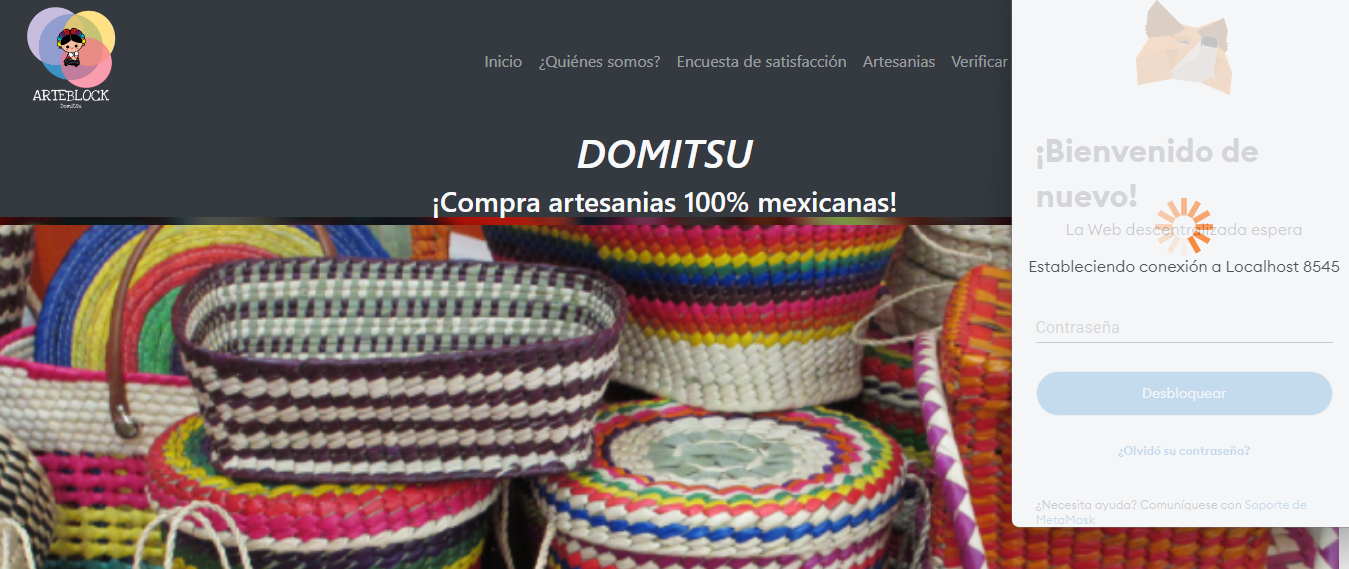 Inicio ¿Quiénes somos? Encuesta de satisfacción Artesanias Verificar
ARTEBLOCK
DomiTSu
DOMITSU
¡Compra artesanias 100% mexicanas!
¡Bienvenido de
nuevo!
La Web descentralizada espera
Estableciendo conexión a Localhost 8545
Contraseña
Desbloquear
¿Olvidó su contraseña?
¿Necesita ayuda? Comuníquese con Soporte de
MetaMask